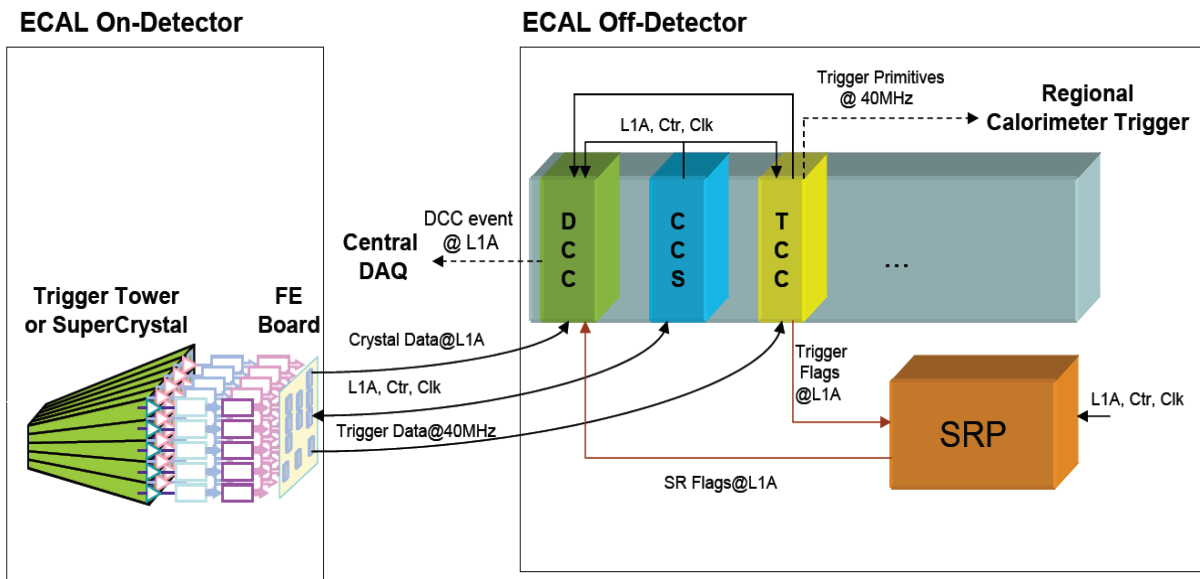 ECAL On-Detector
ECAL Off-Detector
Trigger Primitives
@ 40MHz
Regional
Calorimeter Trigger
L1A, Ctr, Clk
DCC event
@ L1A
Central
DAQ
D
C
C
C
C
S
T
C
C
...
Trigger Tower
or SuperCrystal
FE
Board
Crystal Data@L1A
L1A, Ctr, Clk
Trigger Data@40MHz
Trigger
Flags
@L1A
SRP
L1A, Ctr, Clk
SR Flags@L1A